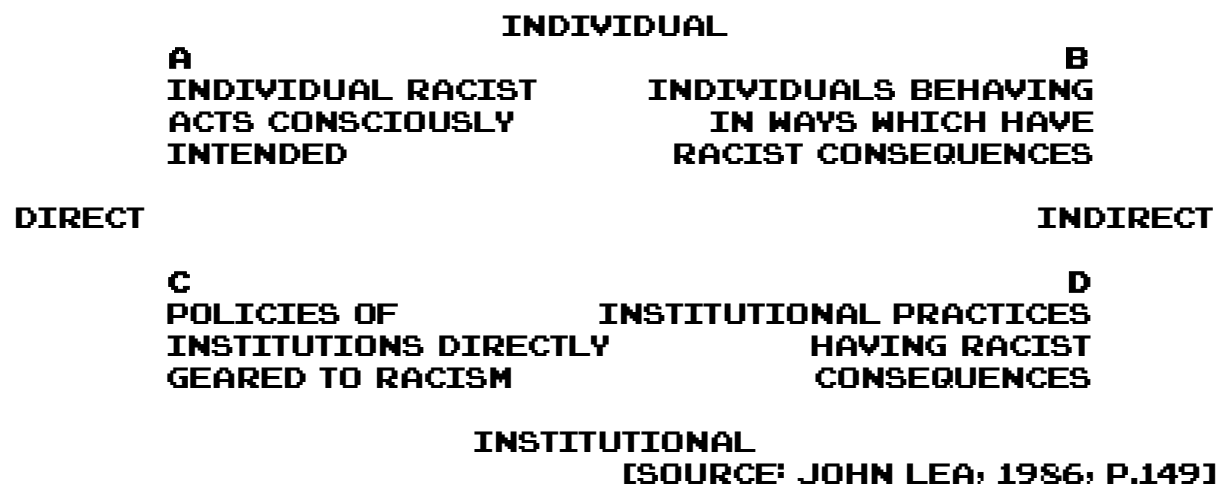 INDIVIDUAL
A B
INDIVIDUAL RACIST INDIVIDUALS BEHAVING
ACTS CONSCIOUSLY IN WAYS WHICH HAVE
INTENDED RACIST CONSEQUENCES
DIRECT INDIRECT
C D
POLICIES OF INSTITUTIONAL PRACTICES
INSTITUTIONS DIRECTLY HAVING RACIST
GEARED TO RACISM CONSEQUENCES
INSTITUTIONAL
[SOURCE: JOHN LEA, 1986, P.149]